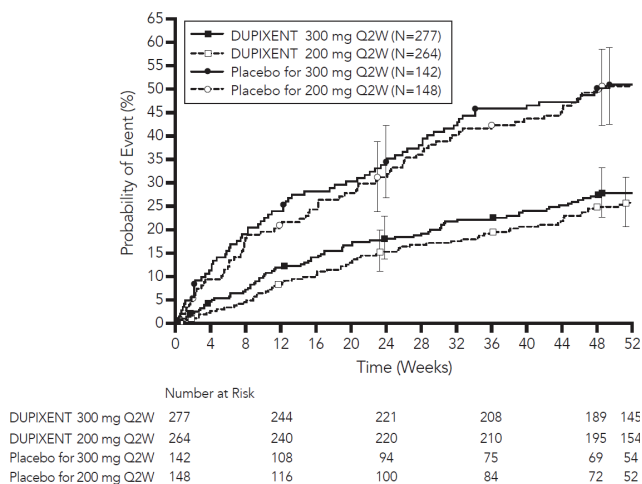 65
60
55
50
45
40
35
30
25
20
15
10
5
0
Probability of Event (%)
DUPIXENT 300 mg Q2W (N=277)
DUPIXENT 200 mg Q2W (N=264)
Placebo for 300 mg Q2W (N=142)
Placebo for 200 mg Q2W (N=148)
0 4 8 12 16 20 24 28 32 36 40 44 48 52
Time (Weeks)
Number at Risk
DUPIXENT 300 mg Q2W 277 244 221 208 189 145
DUPIXENT 200 mg Q2W 264 240 220 210 195 154
Placebo for 300 mg Q2W 142 108 94 75 69 54
Placebo for 200 mg Q2W 148 116 100 84 72 52